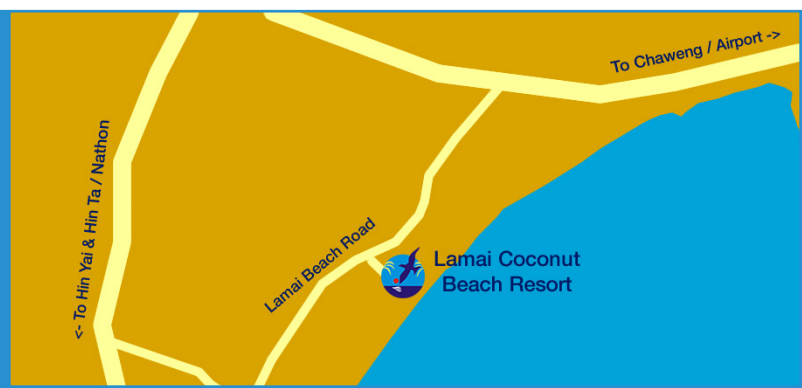 To Chaweng / Airport ->
<- To Hin Yai & Hin Ta / Nathon
Lamai Beach Road
Lamai Coconut
Beach Resort